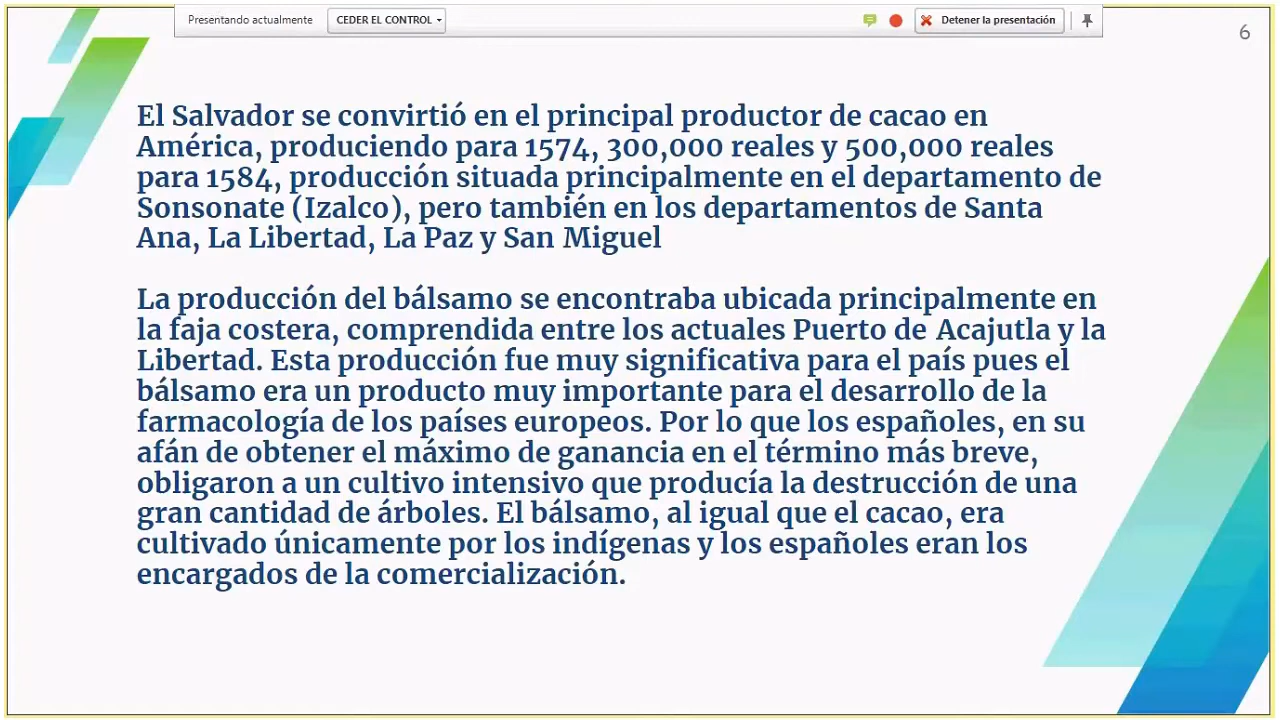 Presentando actualmente CEDER EL CONTROL Detener la presentación
6
El Salvador se convirtió en el principal productor de cacao en
América, produciendo para 1574, 300,000 reales y 500,000 reales
para 1584, producción situada principalmente en el departamento de
Sonsonate (Izalco), pero también en los departamentos de Santa
Ana, La Libertad, La Paz y San Miguel
La producción del bálsamo se encontraba ubicada principalmente en
la faja costera, comprendida entre los actuales Puerto de Acajutla y la
Libertad. Esta producción fue muy significativa para el país pues el
bálsamo era un producto muy importante para el desarrollo de la
farmacología de los países europeos. Por lo que los españoles, en su
afán de obtener el máximo de ganancia en el término más breve,
obligaron a un cultivo intensivo que producía la destrucción de una
gran cantidad de árboles. El bálsamo, al igual que el cacao, era
cultivado únicamente por los indígenas y los españoles eran los
encargados de la comercialización.